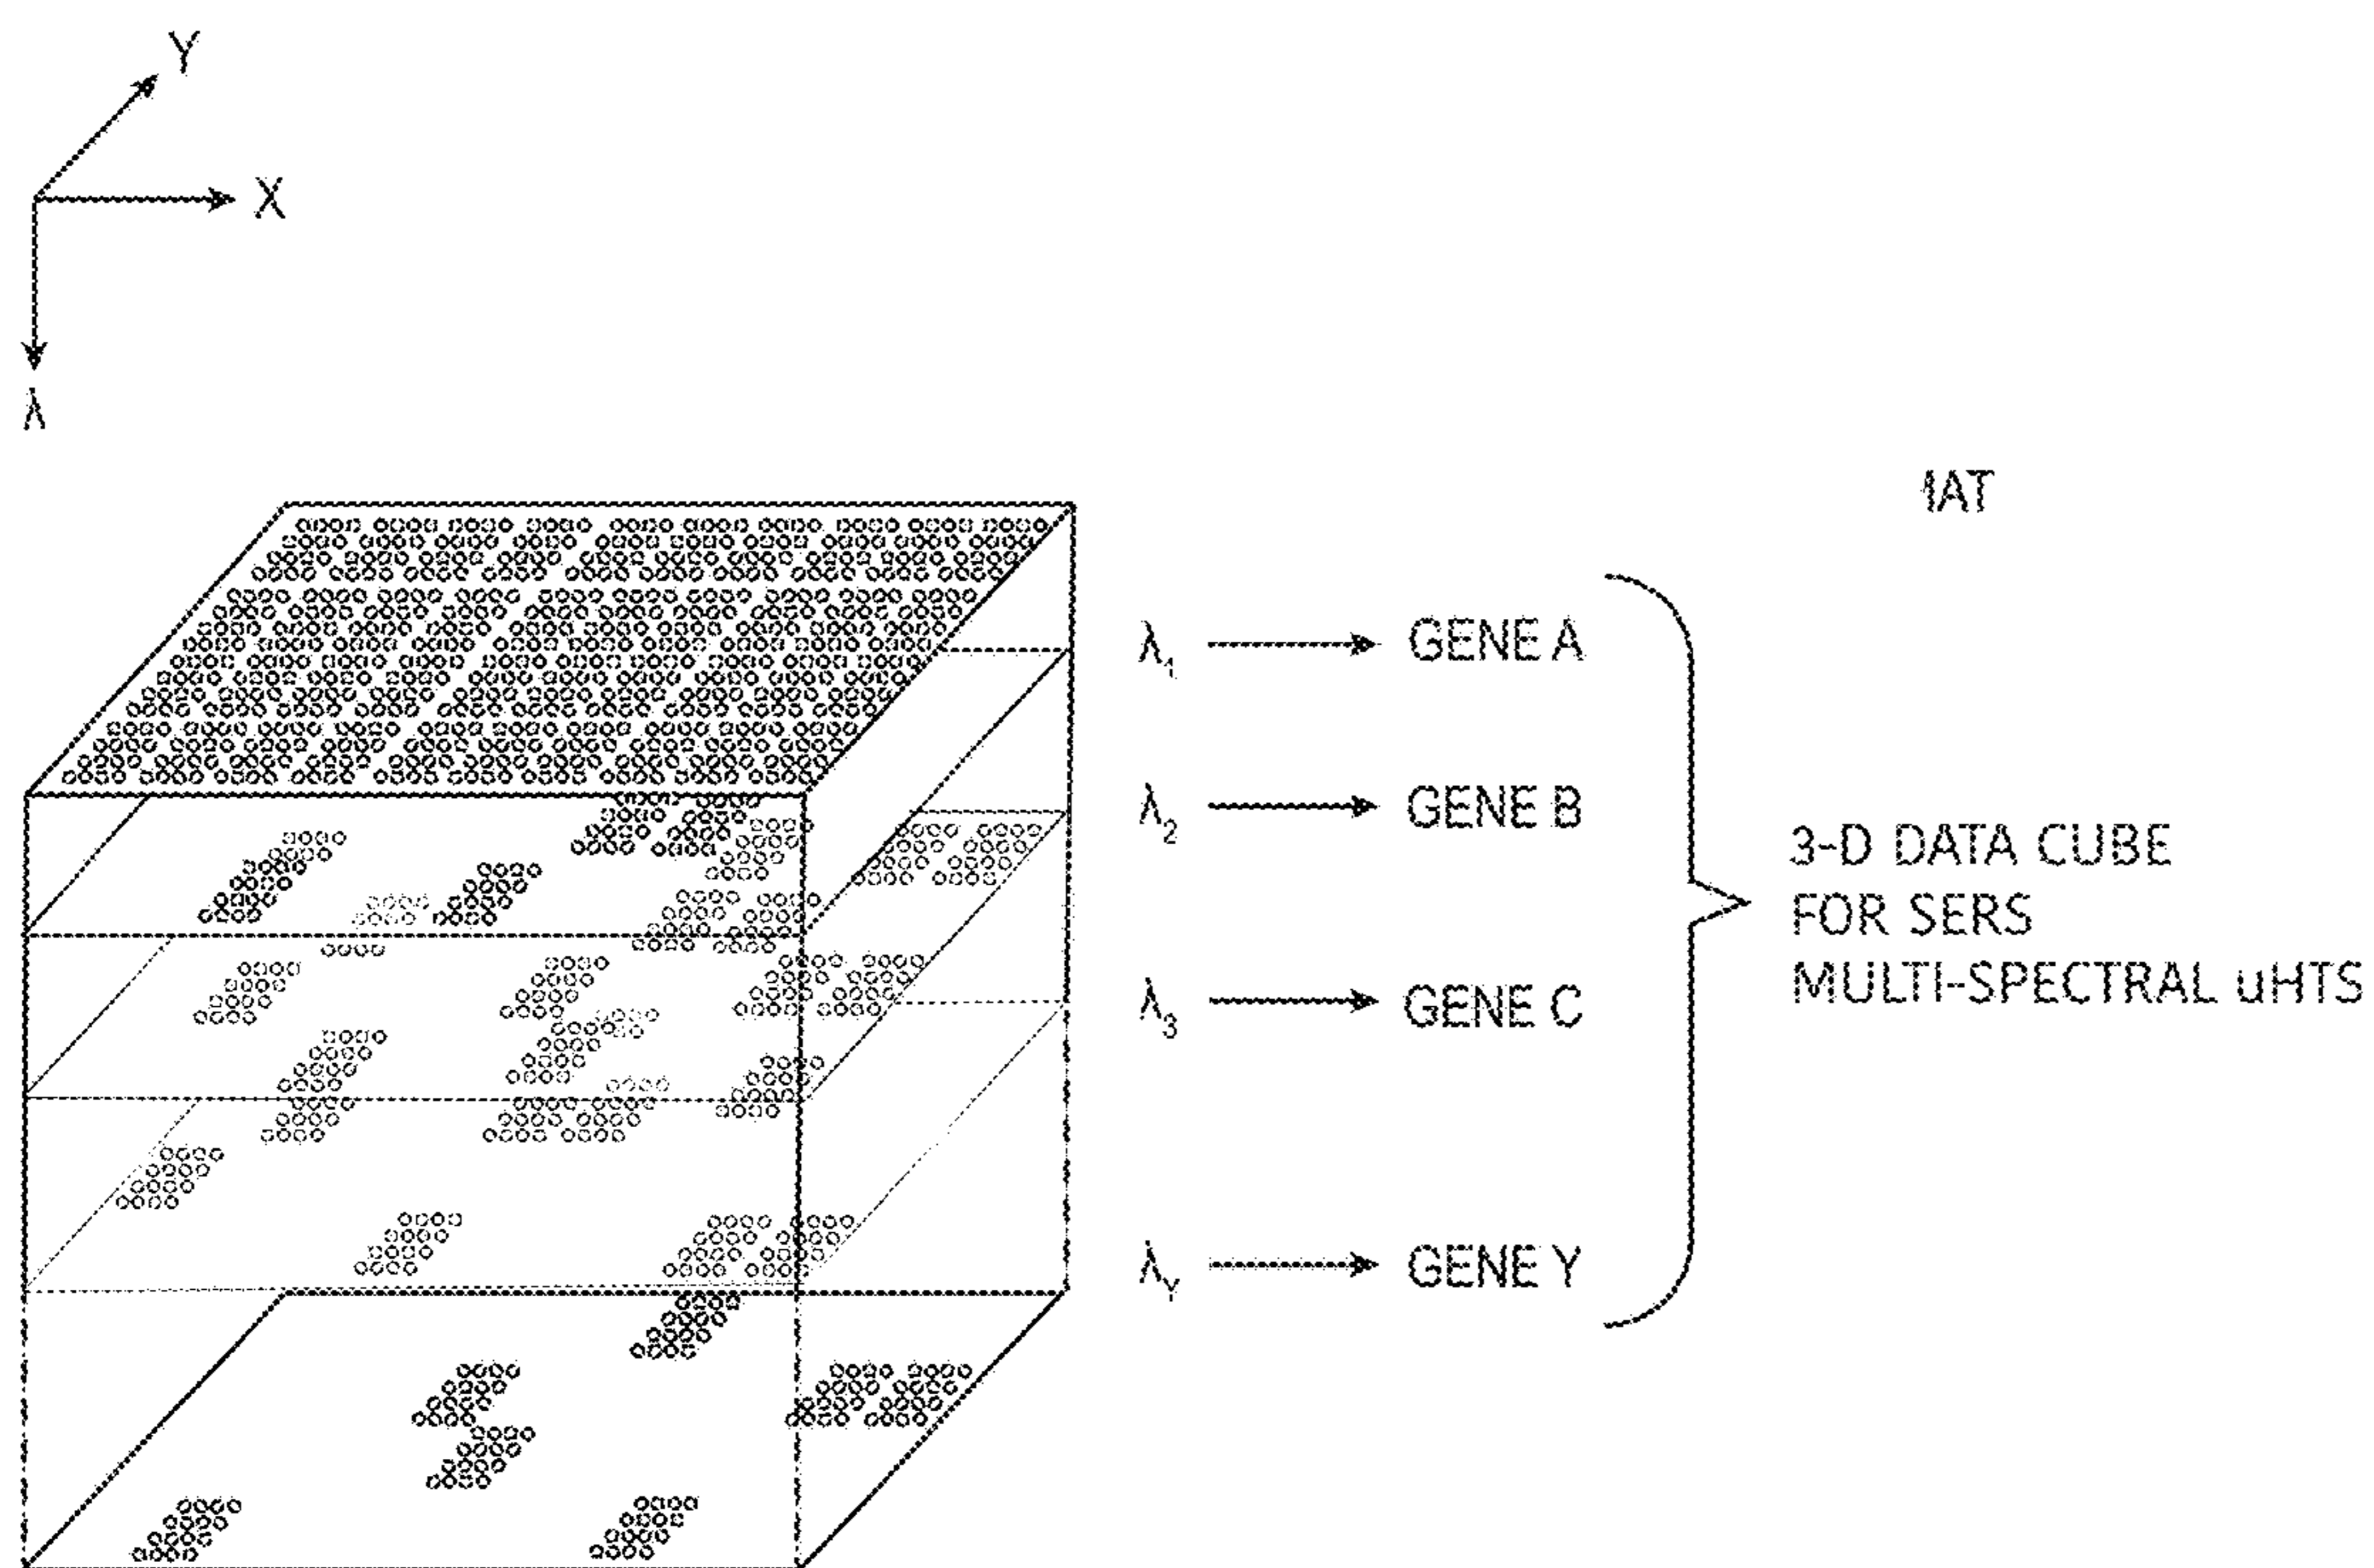 Y
X
λ
λ₁ GENE A
λ₂ GENE B
λ₃ GENE C
λY GENE Y
3-D DATA CUBE
FOR SERS
MULTI-SPECTRAL uHTS